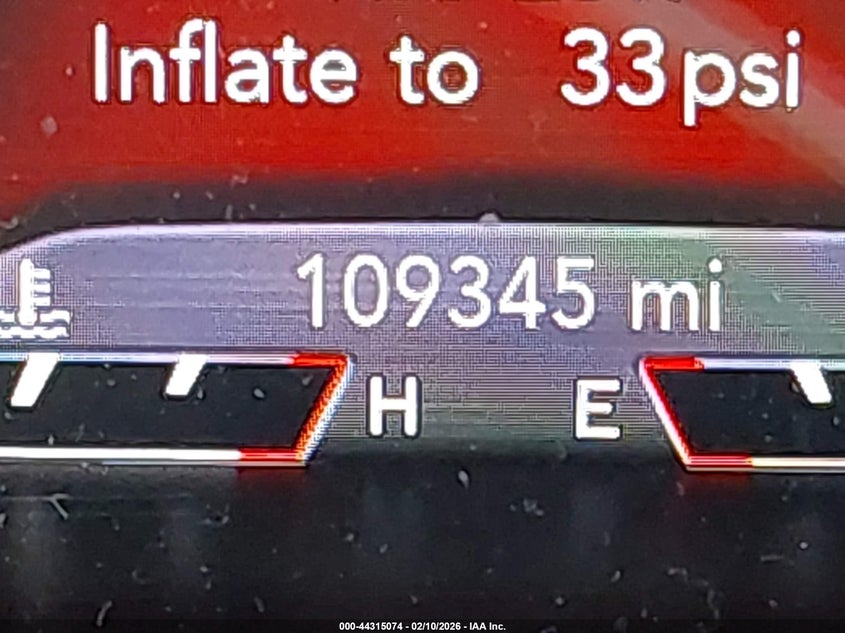 Inflate to 33 psi
109345 mi
H E
000-44315074 - 02/10/2026 - IAA Inc.